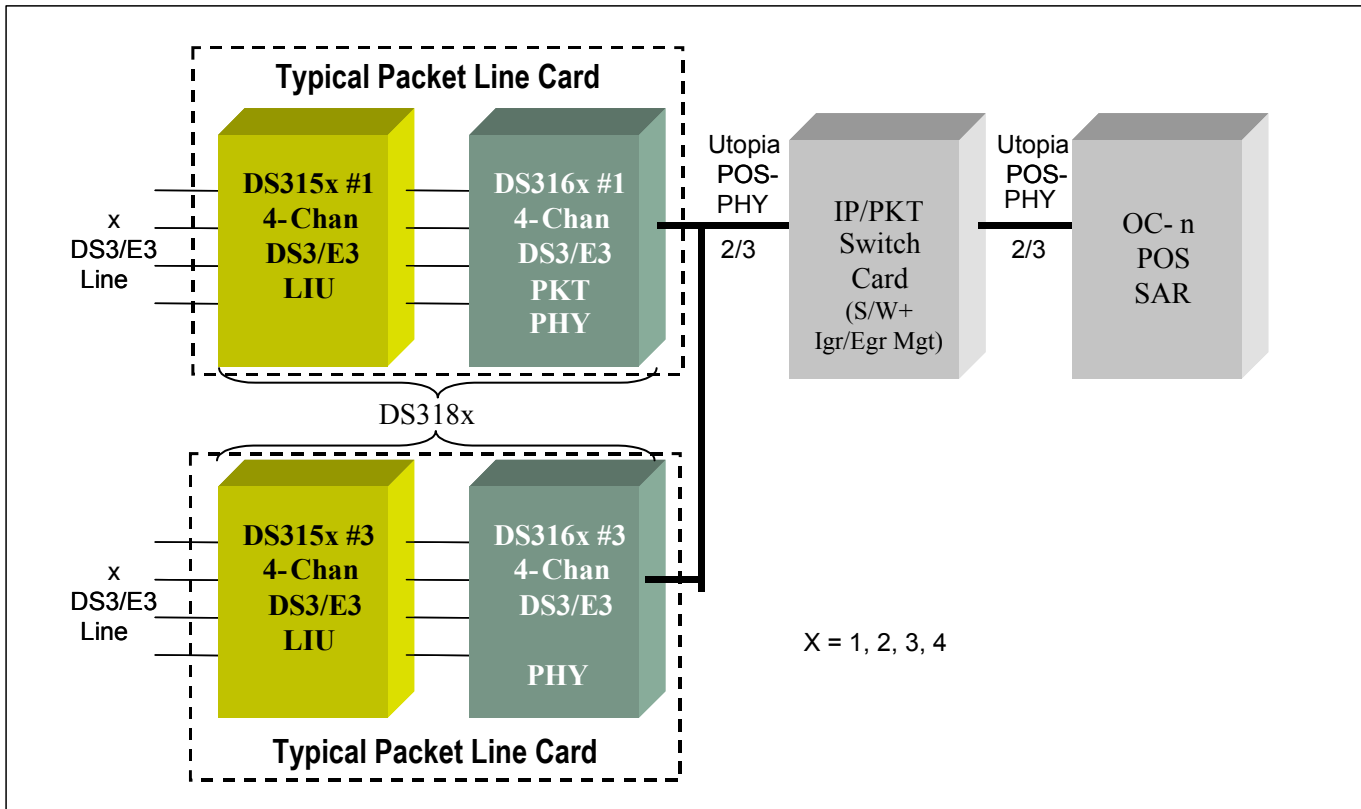 Typical Packet Line Card
DS315x #1
4-Chan
DS3/E3
LIU
DS316x #1
4-Chan
DS3/E3
PKT
PHY
x
DS3/E3
Line
Utopia
POS-
PHY
2/3
IP/PKT
Switch
Card
(S/W+
Igr/Egr Mgt)
Utopia
POS-
PHY
2/3
OC- n
POS
SAR
DS318x
x
DS3/E3
Line
DS315x #3
4-Chan
DS3/E3
LIU
DS316x #3
4-Chan
DS3/E3
PHY
X = 1, 2, 3, 4
Typical Packet Line Card